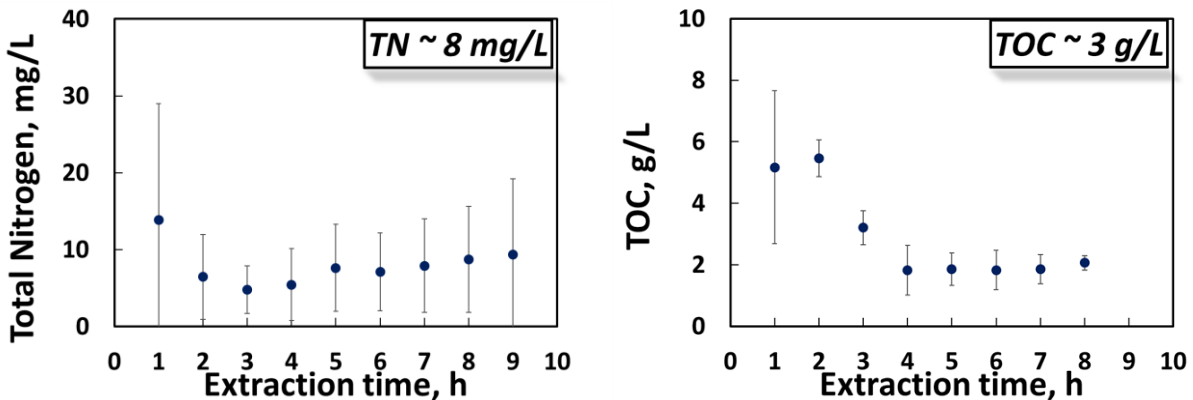 Total Nitrogen, mg/L
40
30
20
10
0
TN ~ 8 mg/L
0 1 2 3 4 5 6 7 8 9 10
Extraction time, h
TOC, g/L
10
8
6
4
2
0
TOC ~ 3 g/L
0 1 2 3 4 5 6 7 8 9 10
Extraction time, h